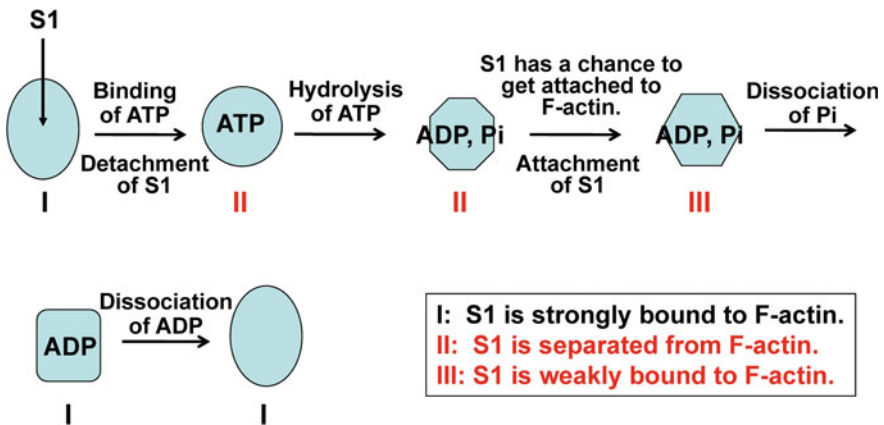 S1
Binding
of ATP
Detachment
of S1
I
ATP
II
Hydrolysis
of ATP
ADP, Pi
II
S1 has a chance to
get attached to
F-actin.
Attachment
of S1
ADP, Pi
III
Dissociation
of Pi
ADP
I
Dissociation
of ADP
I
I: S1 is strongly bound to F-actin.
II: S1 is separated from F-actin.
III: S1 is weakly bound to F-actin.